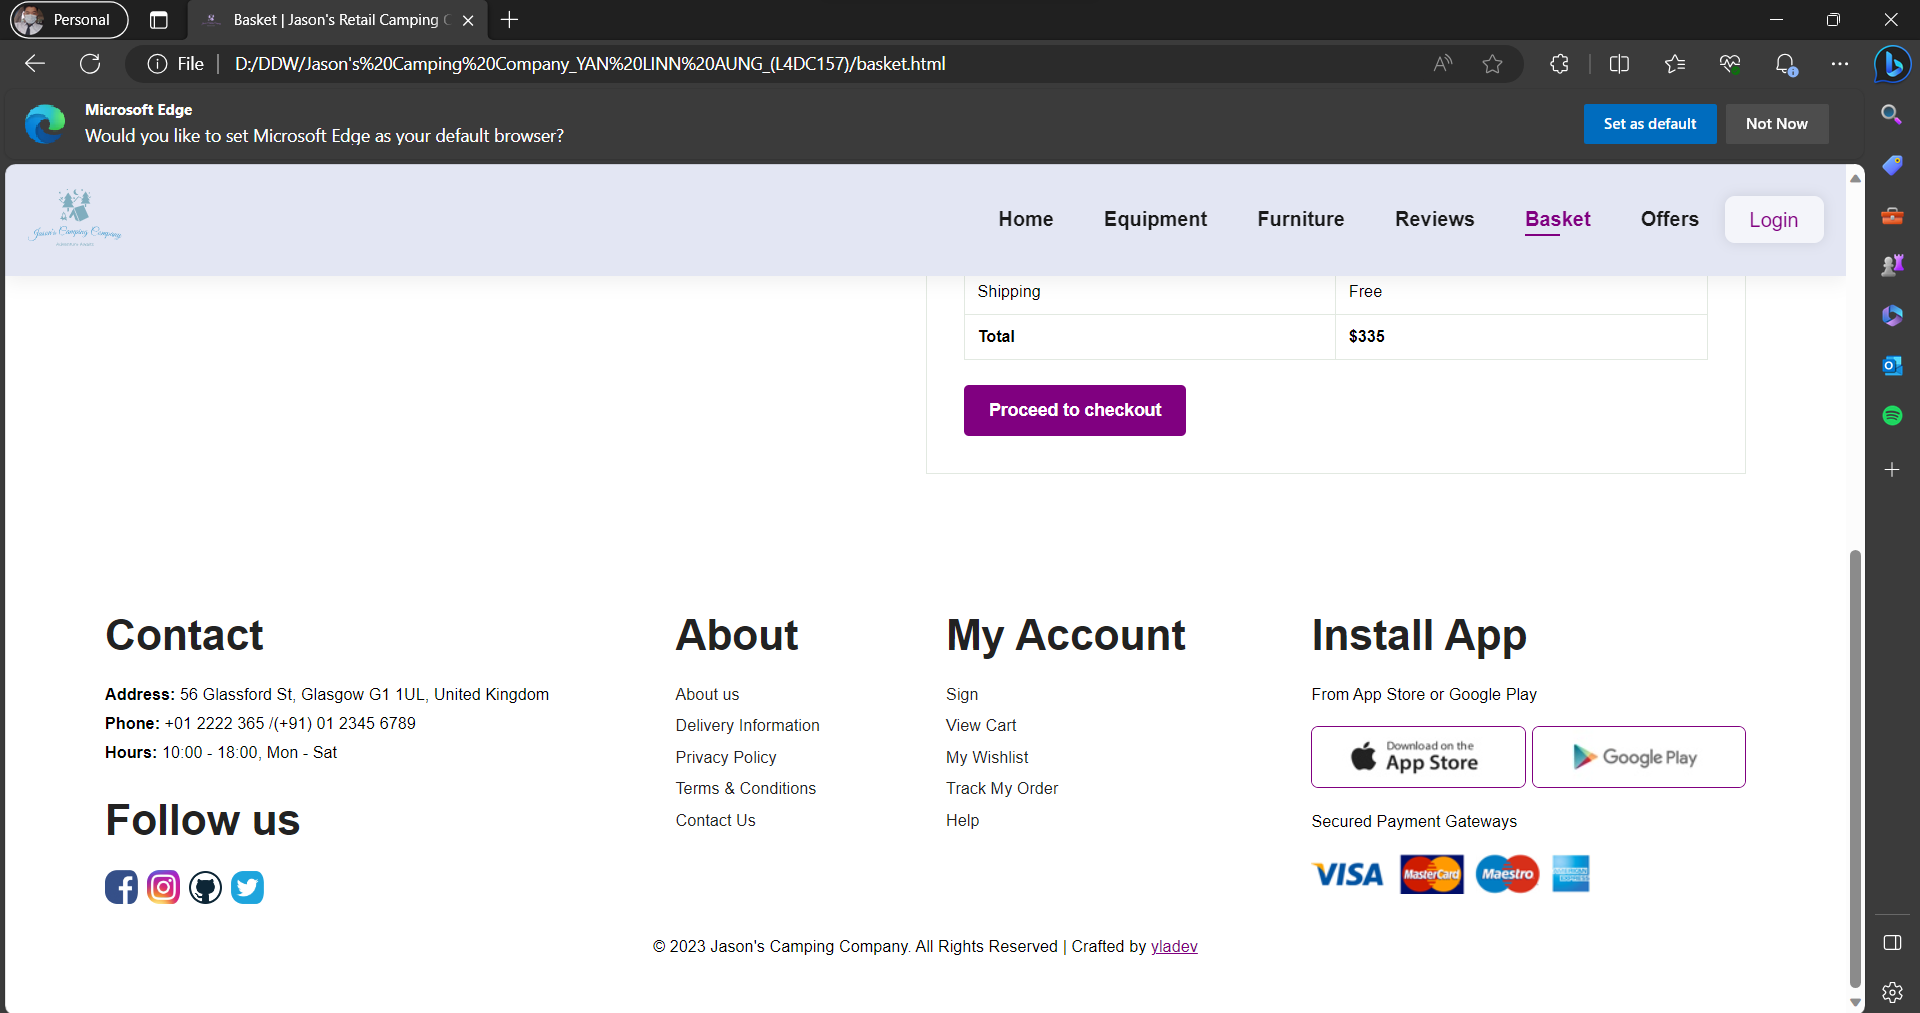 Personal
Basket | Jason's Retail Camping C
File
D:/DDW/Jason's%20Camping%20Company_YAN%20LINN%20AUNG_(L4DC157)/basket.html
Microsoft Edge
Would you like to set Microsoft Edge as your default browser?
Set as default
Not Now
Jason's Camping Company
Home
Equipment
Furniture
Reviews
Basket
Offers
Login
Shipping
Free
Total
$335
Proceed to checkout
Contact
Address: 56 Glassford St, Glasgow G1 1UL, United Kingdom
Phone: +01 2222 365 /(+91) 01 2345 6789
Hours: 10:00 - 18:00, Mon - Sat
Follow us
About
About us
Delivery Information
Privacy Policy
Terms & Conditions
Contact Us
My Account
Sign
View Cart
My Wishlist
Track My Order
Help
Install App
From App Store or Google Play
Download on the
App Store
Google Play
Secured Payment Gateways
VISA
MasterCard
Maestro
AMERICAN
EXPRESS
© 2023 Jason's Camping Company. All Rights Reserved | Crafted by yladev